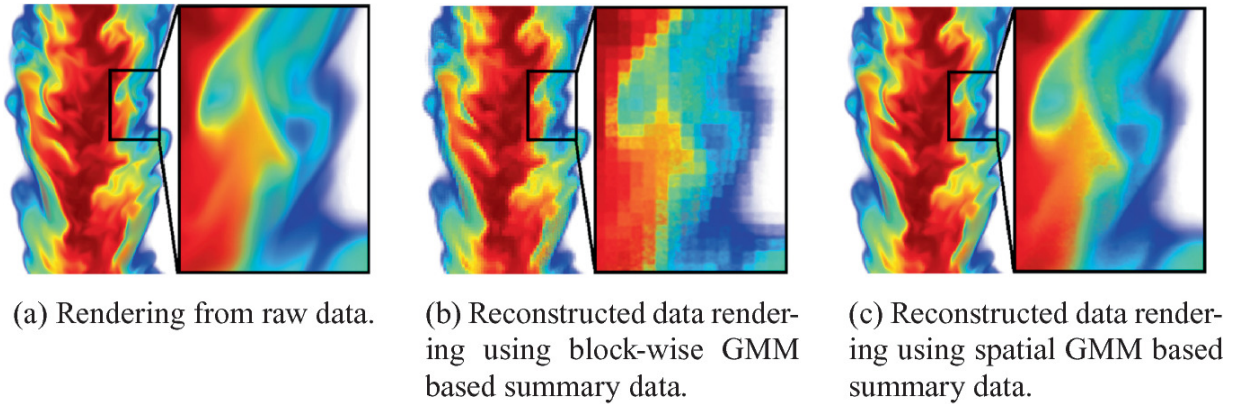 (a) Rendering from raw data.
(b) Reconstructed data render-
ing using block-wise GMM
based summary data.
(c) Reconstructed data render-
ing using spatial GMM based
summary data.